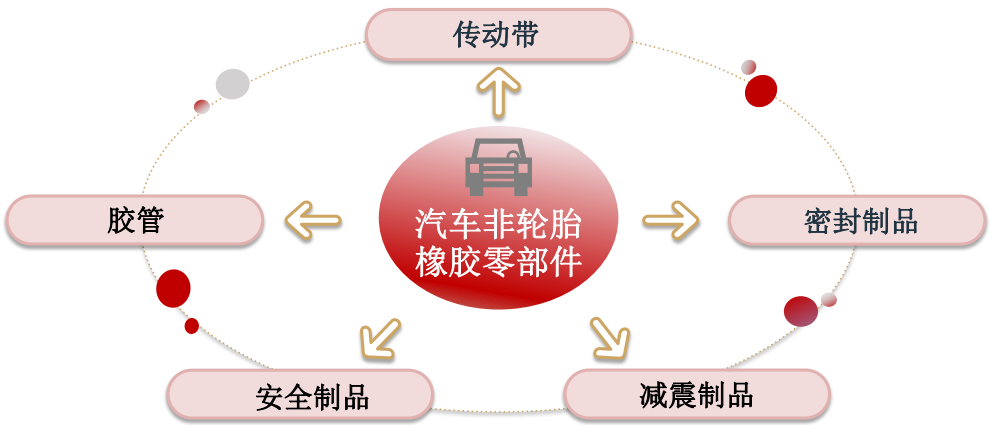 传动带
汽车非轮胎
橡胶零部件
胶管
密封制品
安全制品
减震制品